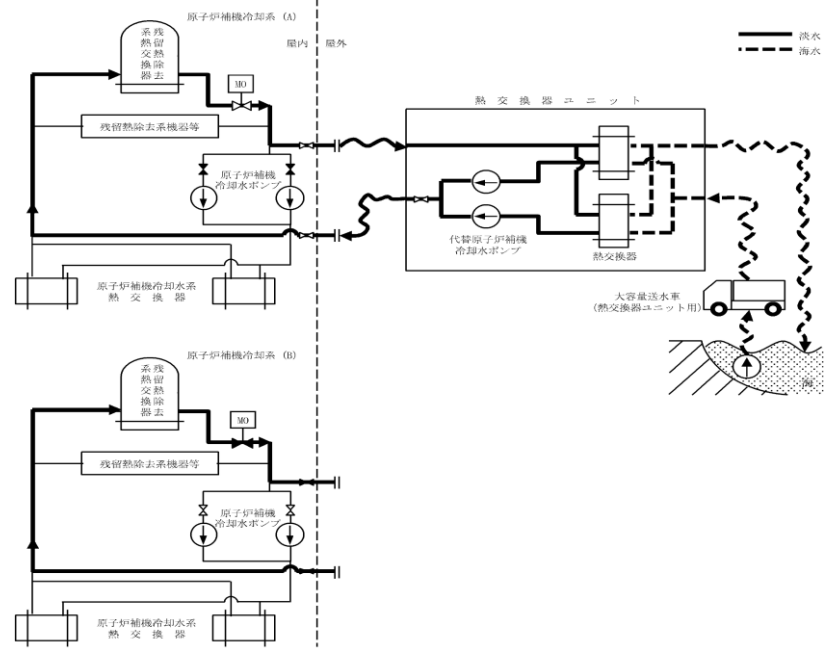 原子炉補機冷却系 (A)
屋内
屋外
残留熱除去系熱交換器
MO
残留熱除去系機器等
原子炉補機
冷却水ポンプ
原子炉補機冷却水系
熱交換器
熱交換器ユニット
代替原子炉補機
冷却水ポンプ
熱交換器
淡水
海水
大容量送水車
(熱交換器ユニット用)
海
原子炉補機冷却系 (B)
残留熱除去系熱交換器
MO
残留熱除去系機器等
原子炉補機
冷却水ポンプ
原子炉補機冷却水系
熱交換器